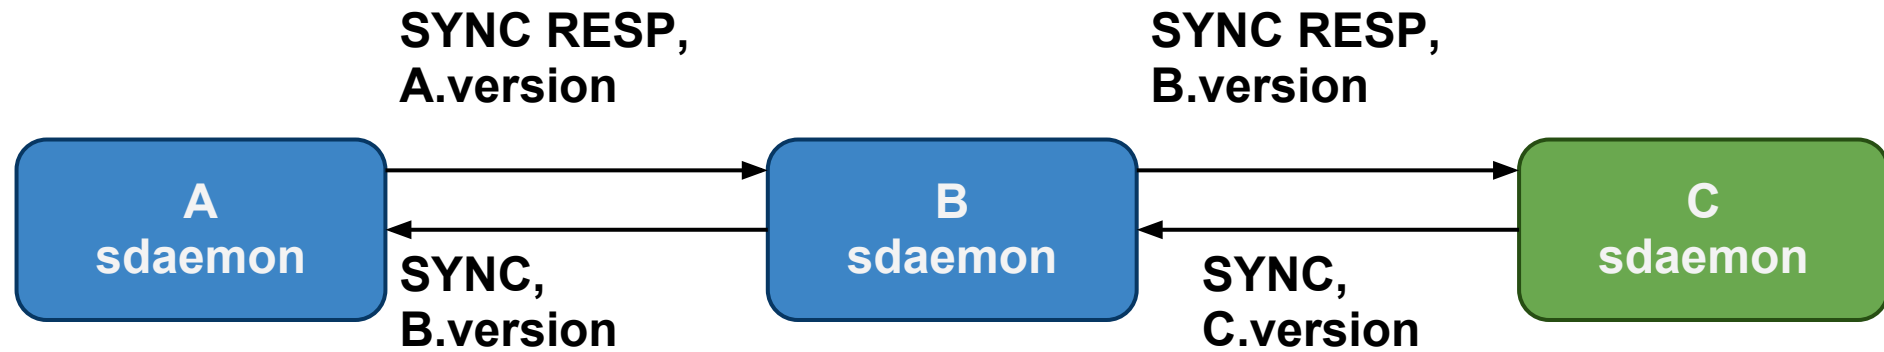 SYNC RESP,
A.version
SYNC RESP,
B.version
A
sdaemon
B
sdaemon
C
sdaemon
SYNC,
B.version
SYNC,
C.version